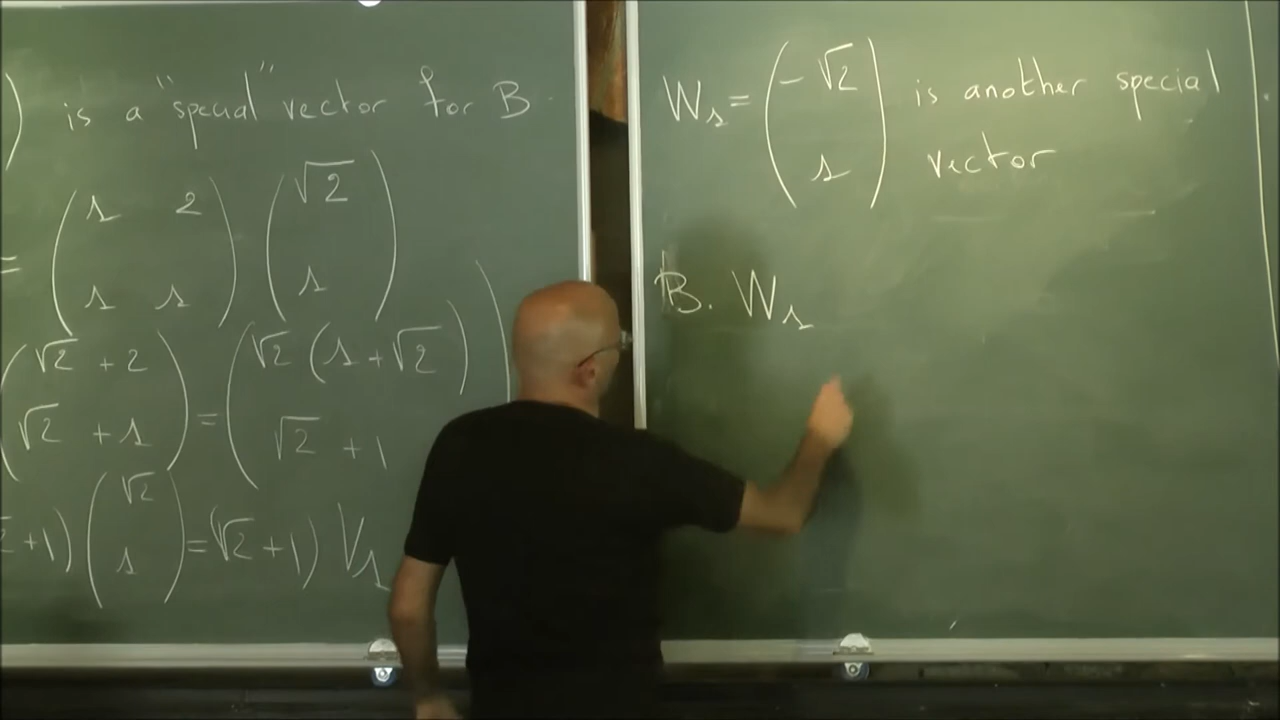 ) is a "special" vector for B
= ( 1 2 ) ( √2 )
( 1 1 ) ( 1 )
( √2 + 2 ) = ( √2 ( 1 + √2 ) )
( √2 + 1 ) ( √2 + 1 )
2 + 1 ) ( √2 ) = ( √2 + 1 ) V₁
( 1 )
W₁ = ( - √2 ) is another special
( 1 ) vector
B. W₁